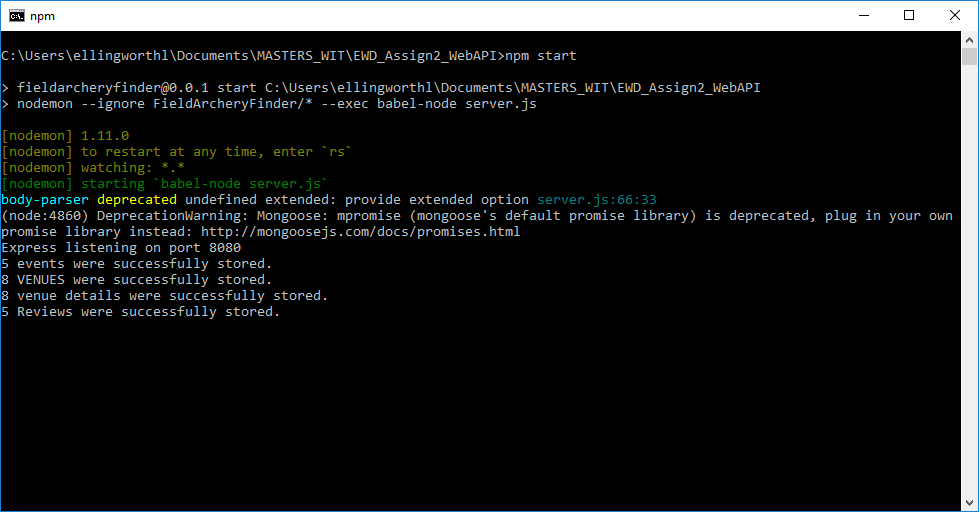 npm
C:\Users\ellingworthl\Documents\MASTERS_WIT\EWD_Assign2_WebAPI>npm start
> fieldarcheryfinder@0.0.1 start C:\Users\ellingworthl\Documents\MASTERS_WIT\EWD_Assign2_WebAPI
> nodemon --ignore FieldArcheryFinder/* --exec babel-node server.js
[nodemon] 1.11.0
[nodemon] to restart at any time, enter `rs`
[nodemon] watching: *.*
[nodemon] starting `babel-node server.js`
body-parser deprecated undefined extended: provide extended option server.js:66:33
(node:4860) DeprecationWarning: Mongoose: mpromise (mongoose's default promise library) is deprecated, plug in your own
promise library instead: http://mongoosejs.com/docs/promises.html
Express listening on port 8080
5 events were successfully stored.
8 VENUES were successfully stored.
8 venue details were successfully stored.
5 Reviews were successfully stored.